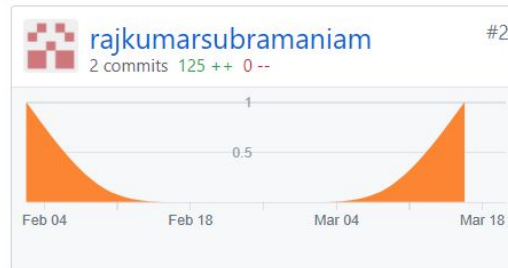 rajkumarsubramaniam #2
2 commits 125 ++ 0 --
1
0.5
Feb 04 Feb 18 Mar 04 Mar 18